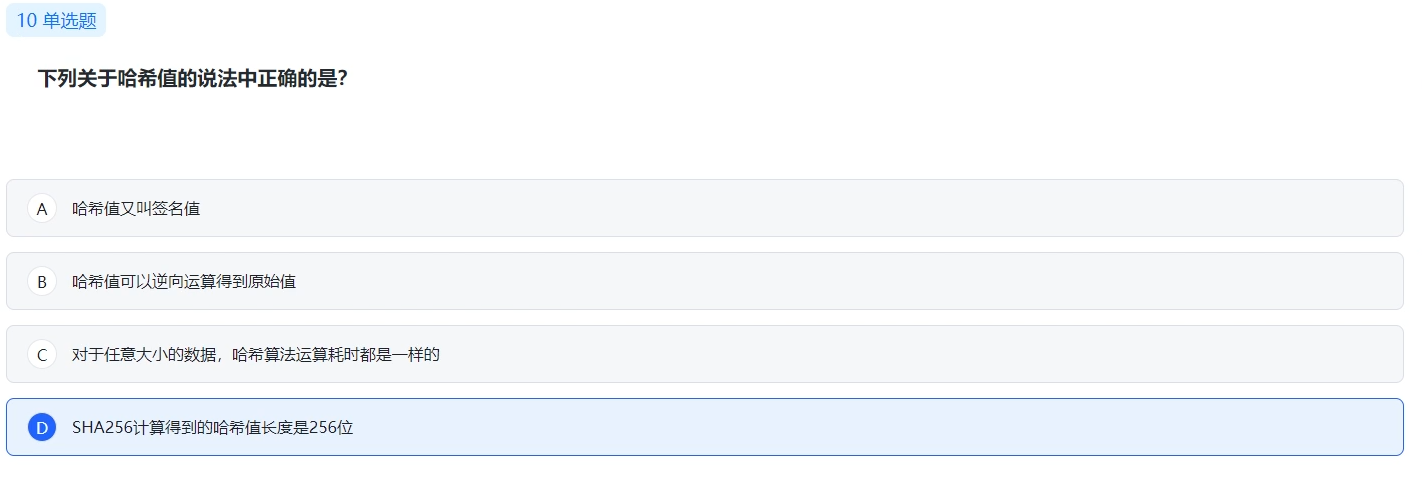 10 单选题
下列关于哈希值的说法中正确的是?
A 哈希值又叫签名值
B 哈希值可以逆向运算得到原始值
C 对于任意大小的数据，哈希算法运算耗时都是一样的
D SHA256计算得到的哈希值长度是256位